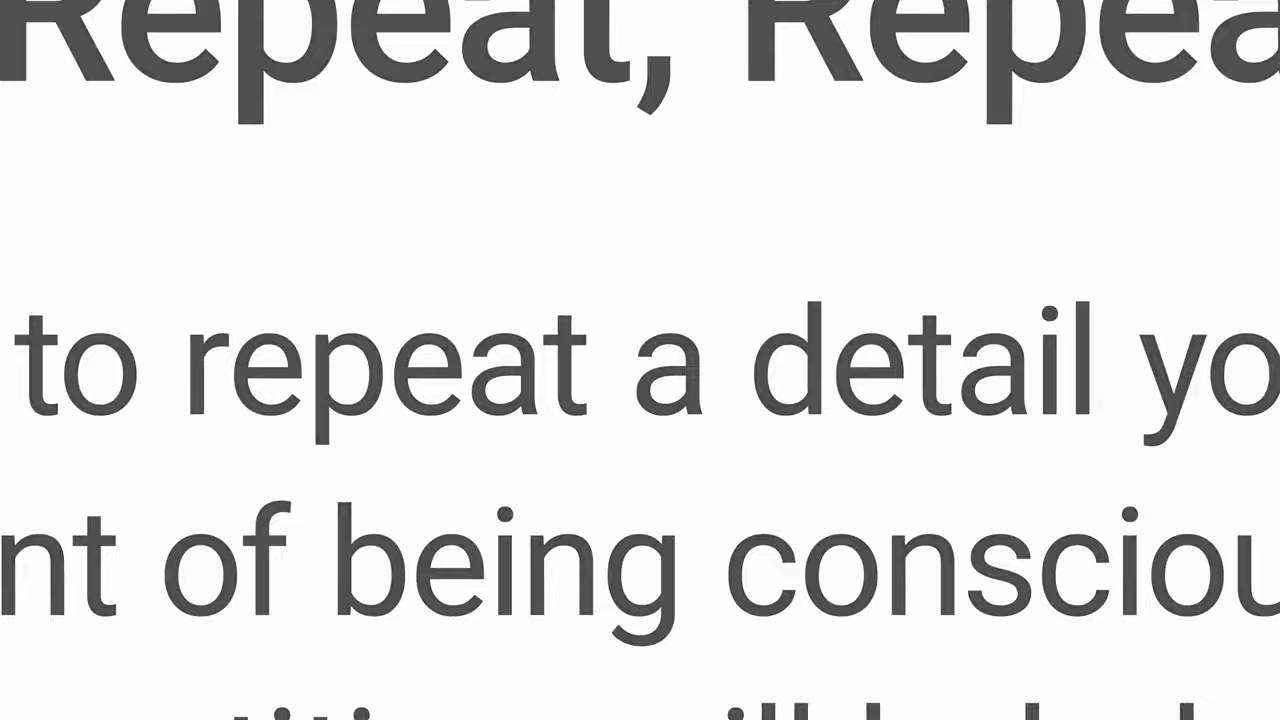 Repeat, Repea
to repeat a detail yo
nt of being consciou